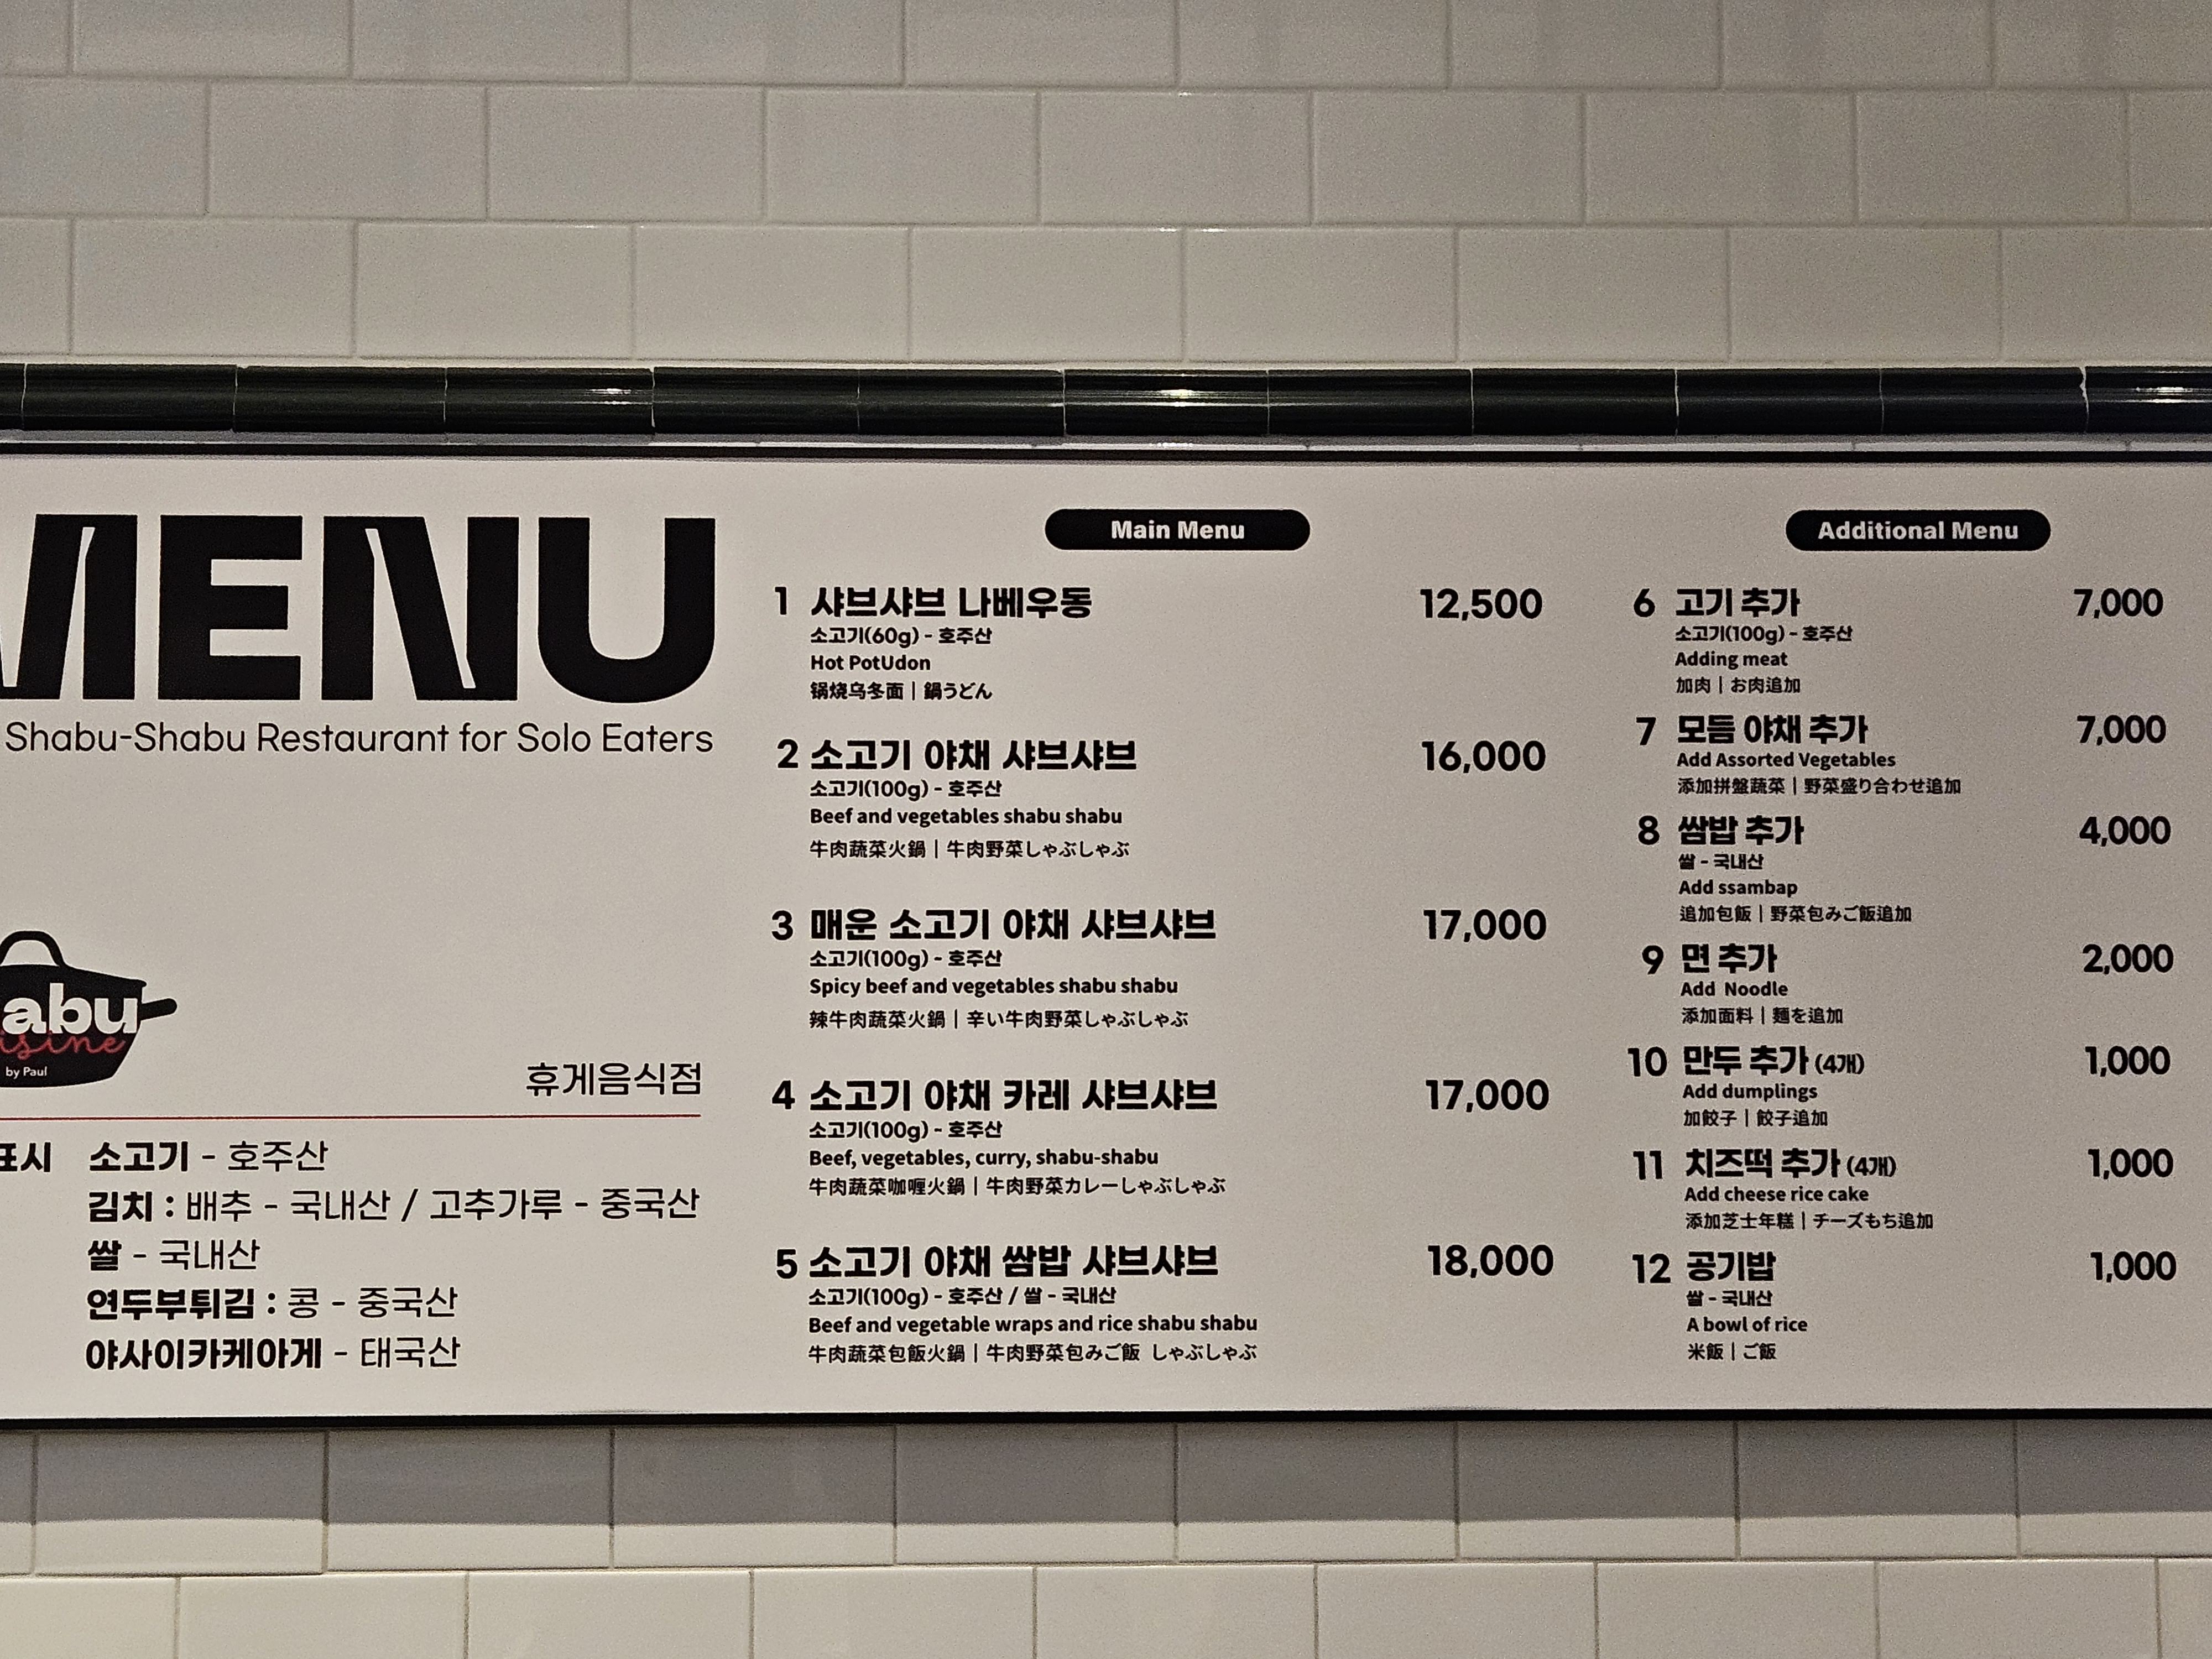 MENU
Shabu-Shabu Restaurant for Solo Eaters
abu
isine
by Paul
휴게음식점
표시 소고기 - 호주산
김치 : 배추 - 국내산 / 고추가루 - 중국산
쌀 - 국내산
연두부튀김 : 콩 - 중국산
야사이카케아게 - 태국산
Main Menu
1 샤브샤브 나베우동 12,500
소고기(60g) - 호주산
Hot PotUdon
锅烧乌冬面 | 鍋うどん
2 소고기 야채 샤브샤브 16,000
소고기(100g) - 호주산
Beef and vegetables shabu shabu
牛肉蔬菜火鍋 | 牛肉野菜しゃぶしゃぶ
3 매운 소고기 야채 샤브샤브 17,000
소고기(100g) - 호주산
Spicy beef and vegetables shabu shabu
辣牛肉蔬菜火鍋 | 辛い牛肉野菜しゃぶしゃぶ
4 소고기 야채 카레 샤브샤브 17,000
소고기(100g) - 호주산
Beef, vegetables, curry, shabu-shabu
牛肉蔬菜咖喱火鍋 | 牛肉野菜カレーしゃぶしゃぶ
5 소고기 야채 쌈밥 샤브샤브 18,000
소고기(100g) - 호주산 / 쌀 - 국내산
Beef and vegetable wraps and rice shabu shabu
牛肉蔬菜包飯火鍋 | 牛肉野菜包みご飯 しゃぶしゃぶ
Additional Menu
6 고기 추가 7,000
소고기(100g) - 호주산
Adding meat
加肉 | お肉追加
7 모듬 야채 추가 7,000
Add Assorted Vegetables
添加拼盤蔬菜 | 野菜盛り合わせ追加
8 쌈밥 추가 4,000
쌀 - 국내산
Add ssambap
追加包飯 | 野菜包みご飯追加
9 면 추가 2,000
Add Noodle
添加面料 | 麺を追加
10 만두 추가 (4개) 1,000
Add dumplings
加餃子 | 餃子追加
11 치즈떡 추가 (4개) 1,000
Add cheese rice cake
添加芝士年糕 | チーズもち追加
12 공기밥 1,000
쌀 - 국내산
A bowl of rice
米飯 | ご飯